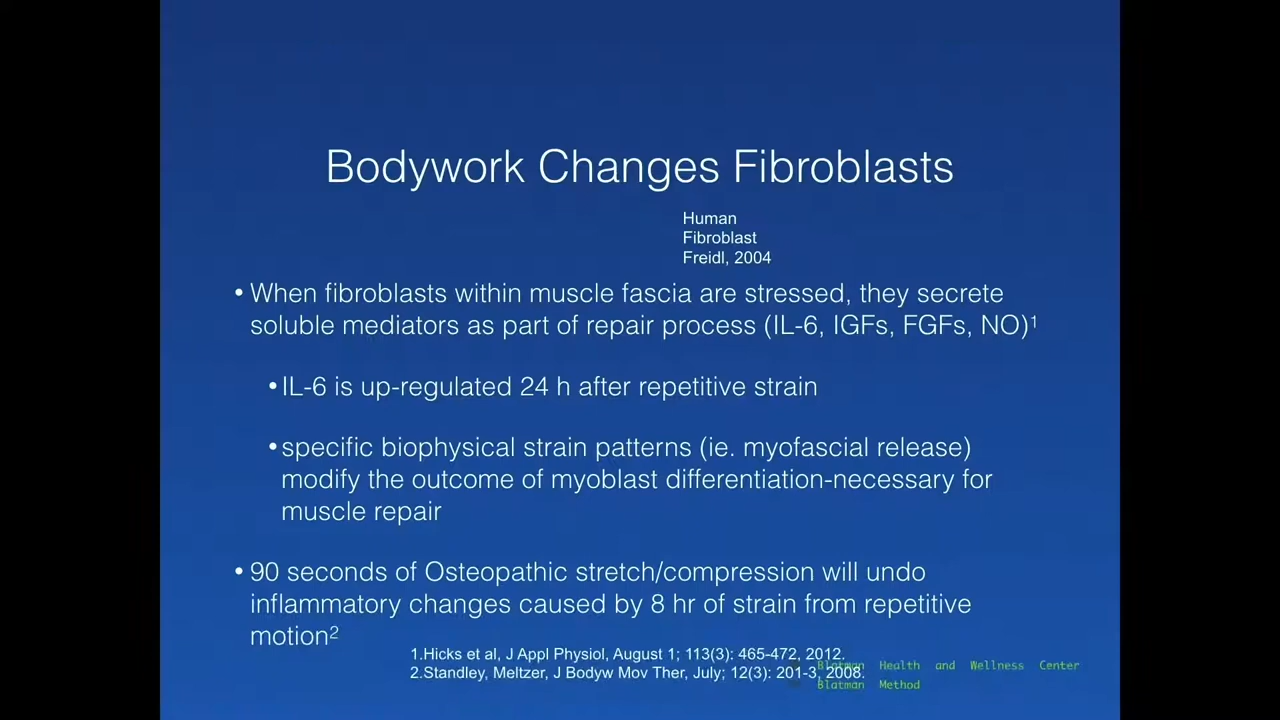 Bodywork Changes Fibroblasts
Human
Fibroblast
Freidl, 2004
• When fibroblasts within muscle fascia are stressed, they secrete
soluble mediators as part of repair process (IL-6, IGFs, FGFs, NO)¹
• IL-6 is up-regulated 24 h after repetitive strain
• specific biophysical strain patterns (ie. myofascial release)
modify the outcome of myoblast differentiation-necessary for
muscle repair
• 90 seconds of Osteopathic stretch/compression will undo
inflammatory changes caused by 8 hr of strain from repetitive
motion²
1.Hicks et al, J Appl Physiol, August 1; 113(3): 465-472, 2012.
2.Standley, Meltzer, J Bodyw Mov Ther, July; 12(3): 201-3, 2008.
Blatman Health and Wellness Center
Blatman Method